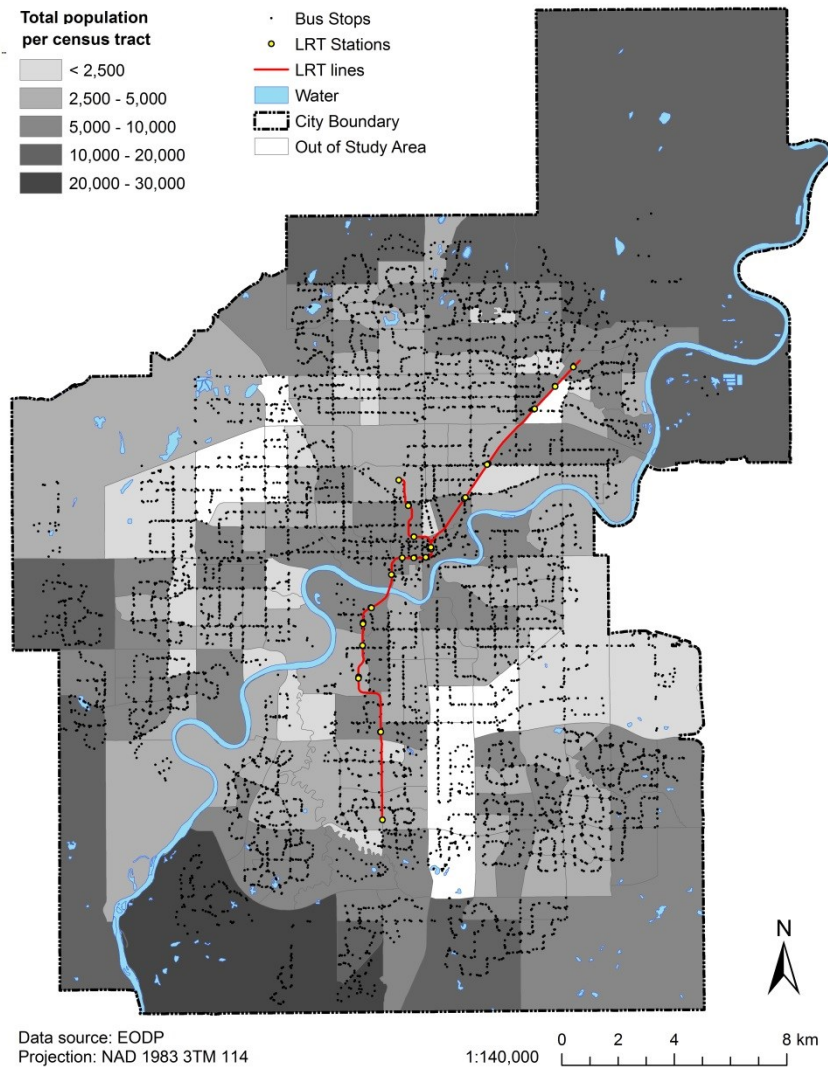 Total population
per census tract
< 2,500
2,500 - 5,000
5,000 - 10,000
10,000 - 20,000
20,000 - 30,000
Bus Stops
LRT Stations
LRT lines
Water
City Boundary
Out of Study Area
N
Data source: EODP
Projection: NAD 1983 3TM 114
1:140,000
0 2 4 8 km